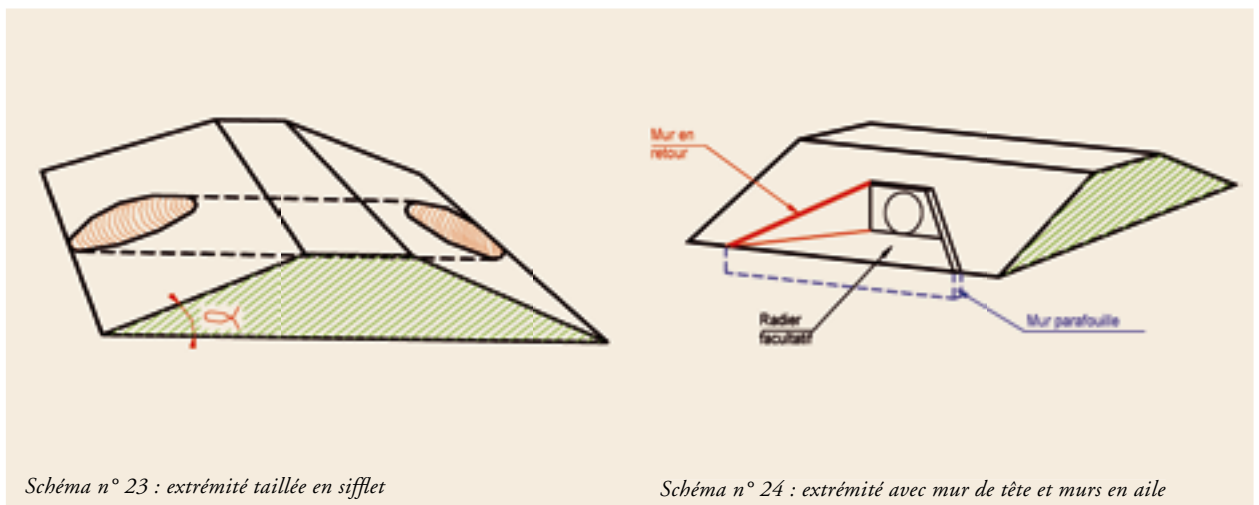 α
Schéma n° 23 : extrémité taillée en sifflet
Mur en
retour
Radier
facultatif
Mur parafouille
Schéma n° 24 : extrémité avec mur de tête et murs en aile